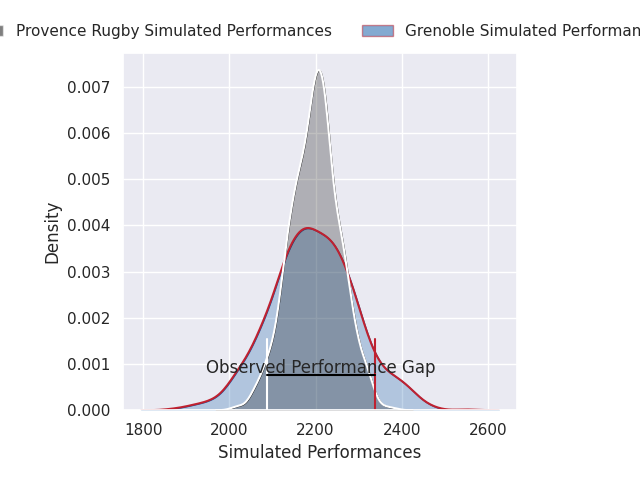 Provence Rugby Simulated Performances
Grenoble Simulated Performan
0.007
0.006
0.005
0.004
0.003
0.002
0.001
0.000
Density
Observed Performance Gap
1800 2000 2200 2400 2600
Simulated Performances